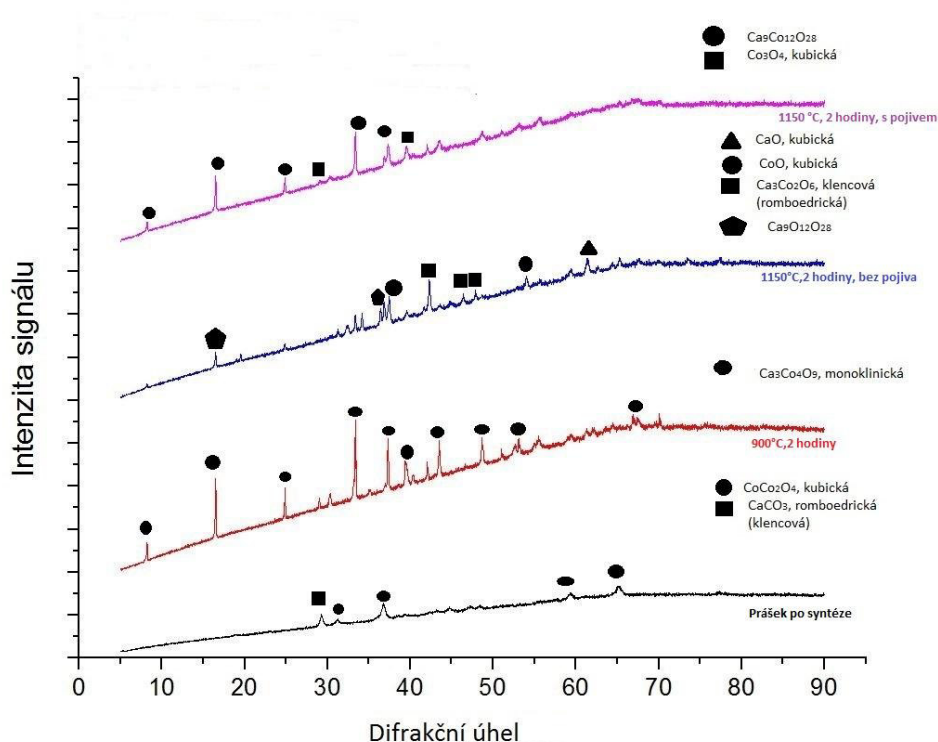 Ca₉Co₁₂O₂₈
Co₃O₄, kubická
1150 °C, 2 hodiny, s pojivem
CaO, kubická
CoO, kubická
Ca₃Co₂O₆, klencová
(romboedrická)
Ca₉O₁₂O₂₈
1150°C,2 hodiny, bez pojiva
Ca₃Co₄O₉, monoklinická
900°C,2 hodiny
CoCo₂O₄, kubická
CaCO₃, romboedrická
(klencová)
Prášek po syntéze
Intenzita signálu
0 10 20 30 40 50 60 70 80 90
Difrakční úhel